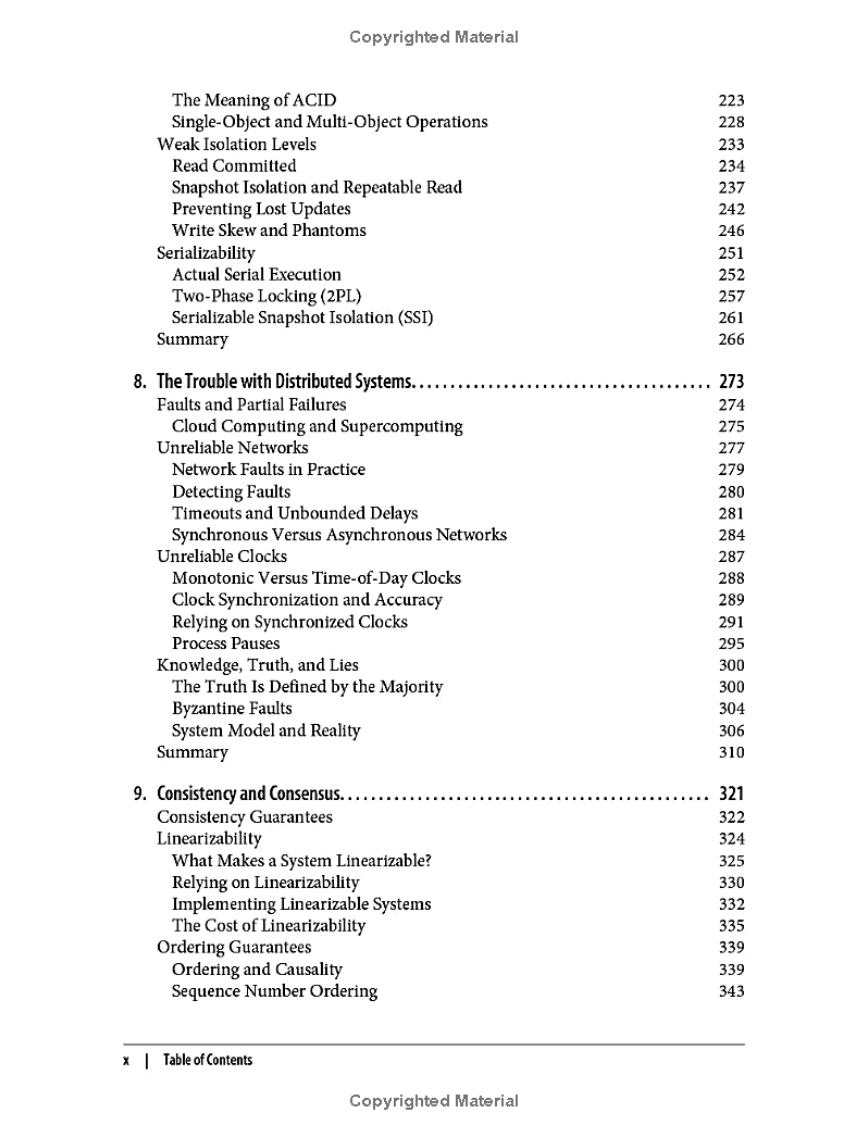 Copyrighted Material
The Meaning of ACID 223
Single-Object and Multi-Object Operations 228
Weak Isolation Levels 233
Read Committed 234
Snapshot Isolation and Repeatable Read 237
Preventing Lost Updates 242
Write Skew and Phantoms 246
Serializability 251
Actual Serial Execution 252
Two-Phase Locking (2PL) 257
Serializable Snapshot Isolation (SSI) 261
Summary 266
8. The Trouble with Distributed Systems. . . . . . . . . . . . . . . . . . . . . . . . . . . . . . . . . . . . . . . 273
Faults and Partial Failures 274
Cloud Computing and Supercomputing 275
Unreliable Networks 277
Network Faults in Practice 279
Detecting Faults 280
Timeouts and Unbounded Delays 281
Synchronous Versus Asynchronous Networks 284
Unreliable Clocks 287
Monotonic Versus Time-of-Day Clocks 288
Clock Synchronization and Accuracy 289
Relying on Synchronized Clocks 291
Process Pauses 295
Knowledge, Truth, and Lies 300
The Truth Is Defined by the Majority 300
Byzantine Faults 304
System Model and Reality 306
Summary 310
9. Consistency and Consensus. . . . . . . . . . . . . . . . . . . . . . . . . . . . . . . . . . . . . . . . . . . . . . . . 321
Consistency Guarantees 322
Linearizability 324
What Makes a System Linearizable? 325
Relying on Linearizability 330
Implementing Linearizable Systems 332
The Cost of Linearizability 335
Ordering Guarantees 339
Ordering and Causality 339
Sequence Number Ordering 343
x | Table of Contents
Copyrighted Material